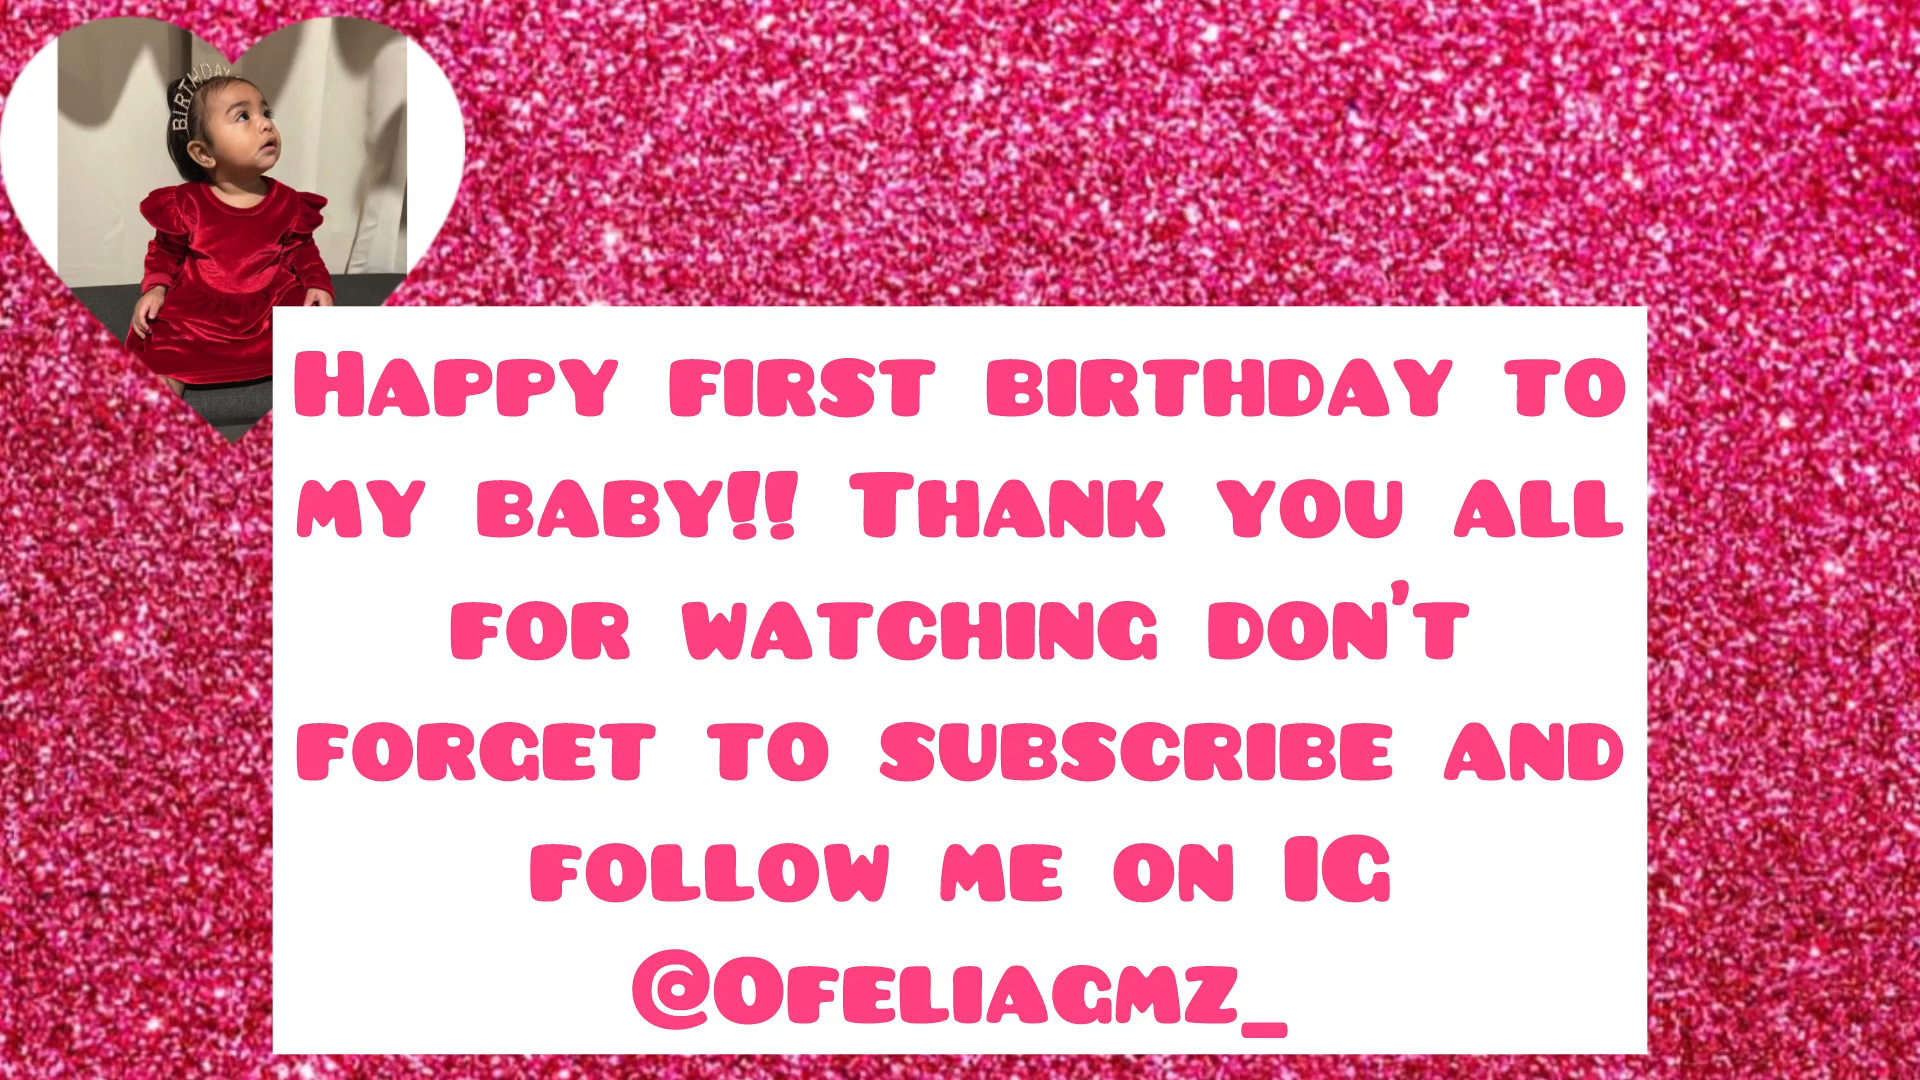 BIRTHDAY
Happy first birthday to
my baby!! Thank you all
for watching don't
forget to subscribe and
follow me on IG
@Ofeliagmz_